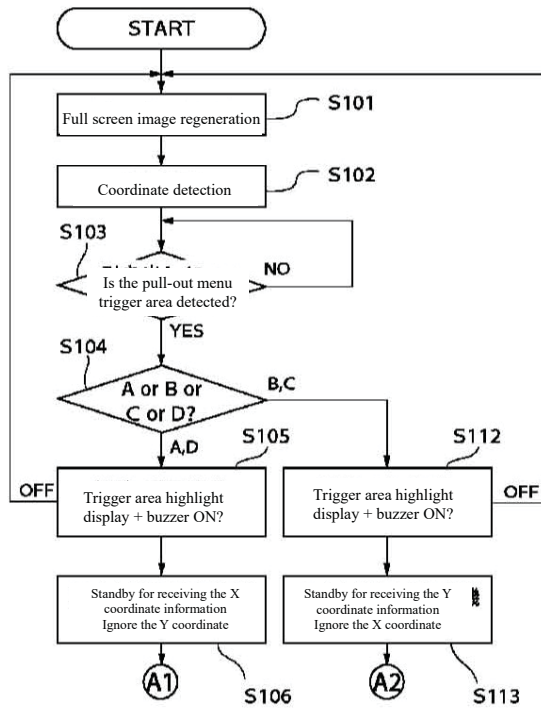 START
Full screen image regeneration
S101
Coordinate detection
S102
S103
Is the pull-out menu
trigger area detected?
NO
YES
S104
A or B or
C or D?
B,C
A,D
S105
S112
OFF
Trigger area highlight
display + buzzer ON?
Trigger area highlight
display + buzzer ON?
OFF
Standby for receiving the X
coordinate information
Ignore the Y coordinate
Standby for receiving the Y
coordinate information
Ignore the X coordinate
A1
S106
A2
S113